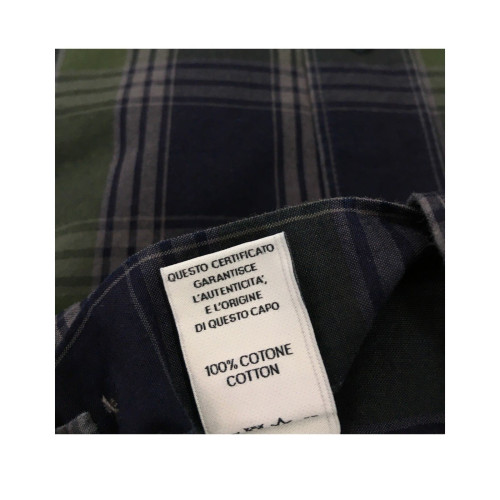 QUESTO CERTIFICATO
GARANTISCE
L'AUTENTICITA',
E L'ORIGINE
DI QUESTO CAPO
100% COTONE
COTTON